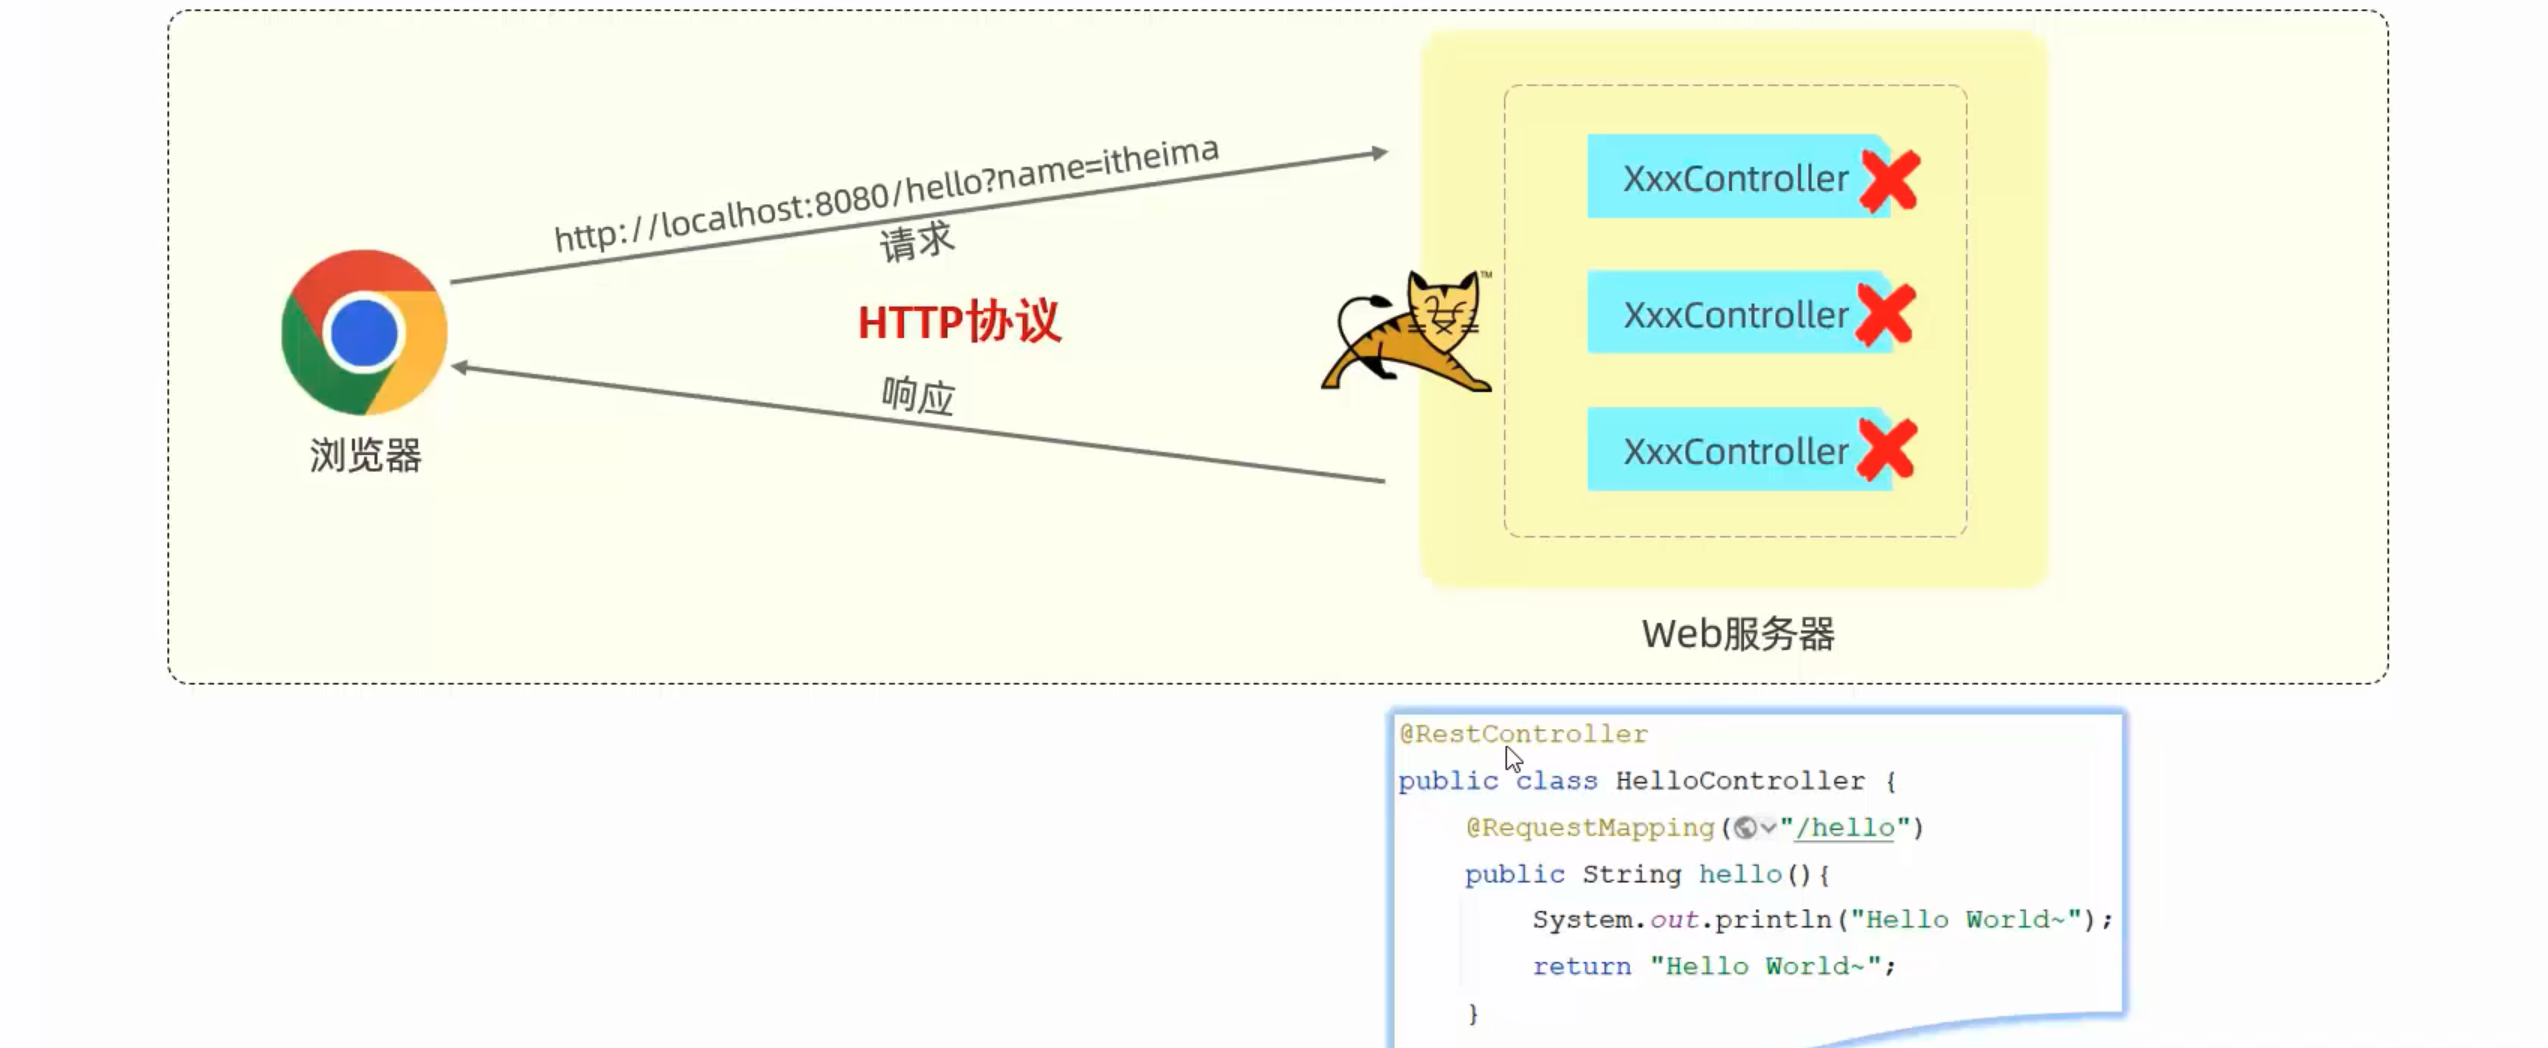 http://localhost:8080/hello?name=itheima
请求
HTTP协议
响应
浏览器
XxxController
XxxController
XxxController
TM
Web服务器
@RestController
public class HelloController {
@RequestMapping("/hello")
public String hello(){
System.out.println("Hello World~");
return "Hello World~";
}